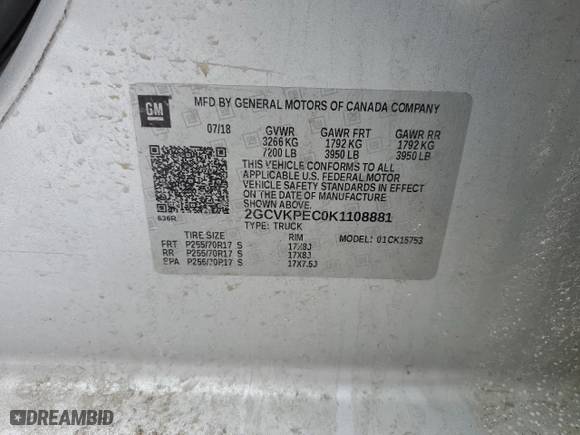 GM
MFD BY GENERAL MOTORS OF CANADA COMPANY
07/18 GVWR GAWR FRT GAWR RR
3266 KG 1792 KG 1792 KG
7200 LB 3950 LB 3950 LB
THIS VEHICLE CONFORMS TO ALL
APPLICABLE U.S. FEDERAL MOTOR
VEHICLE SAFETY STANDARDS IN EFFECT
ON THE DATE OF MANUFACTURE
SHOWN ABOVE.
636R
2GCVKPEC0K1108881
TYPE: TRUCK
TIRE SIZE RIM MODEL: 01CK15753
FRT P255/70R17 S 17X8J
RR P255/70R17 S 17X8J
SPA P255/70R17 S 17X7.5J
DREAMBID